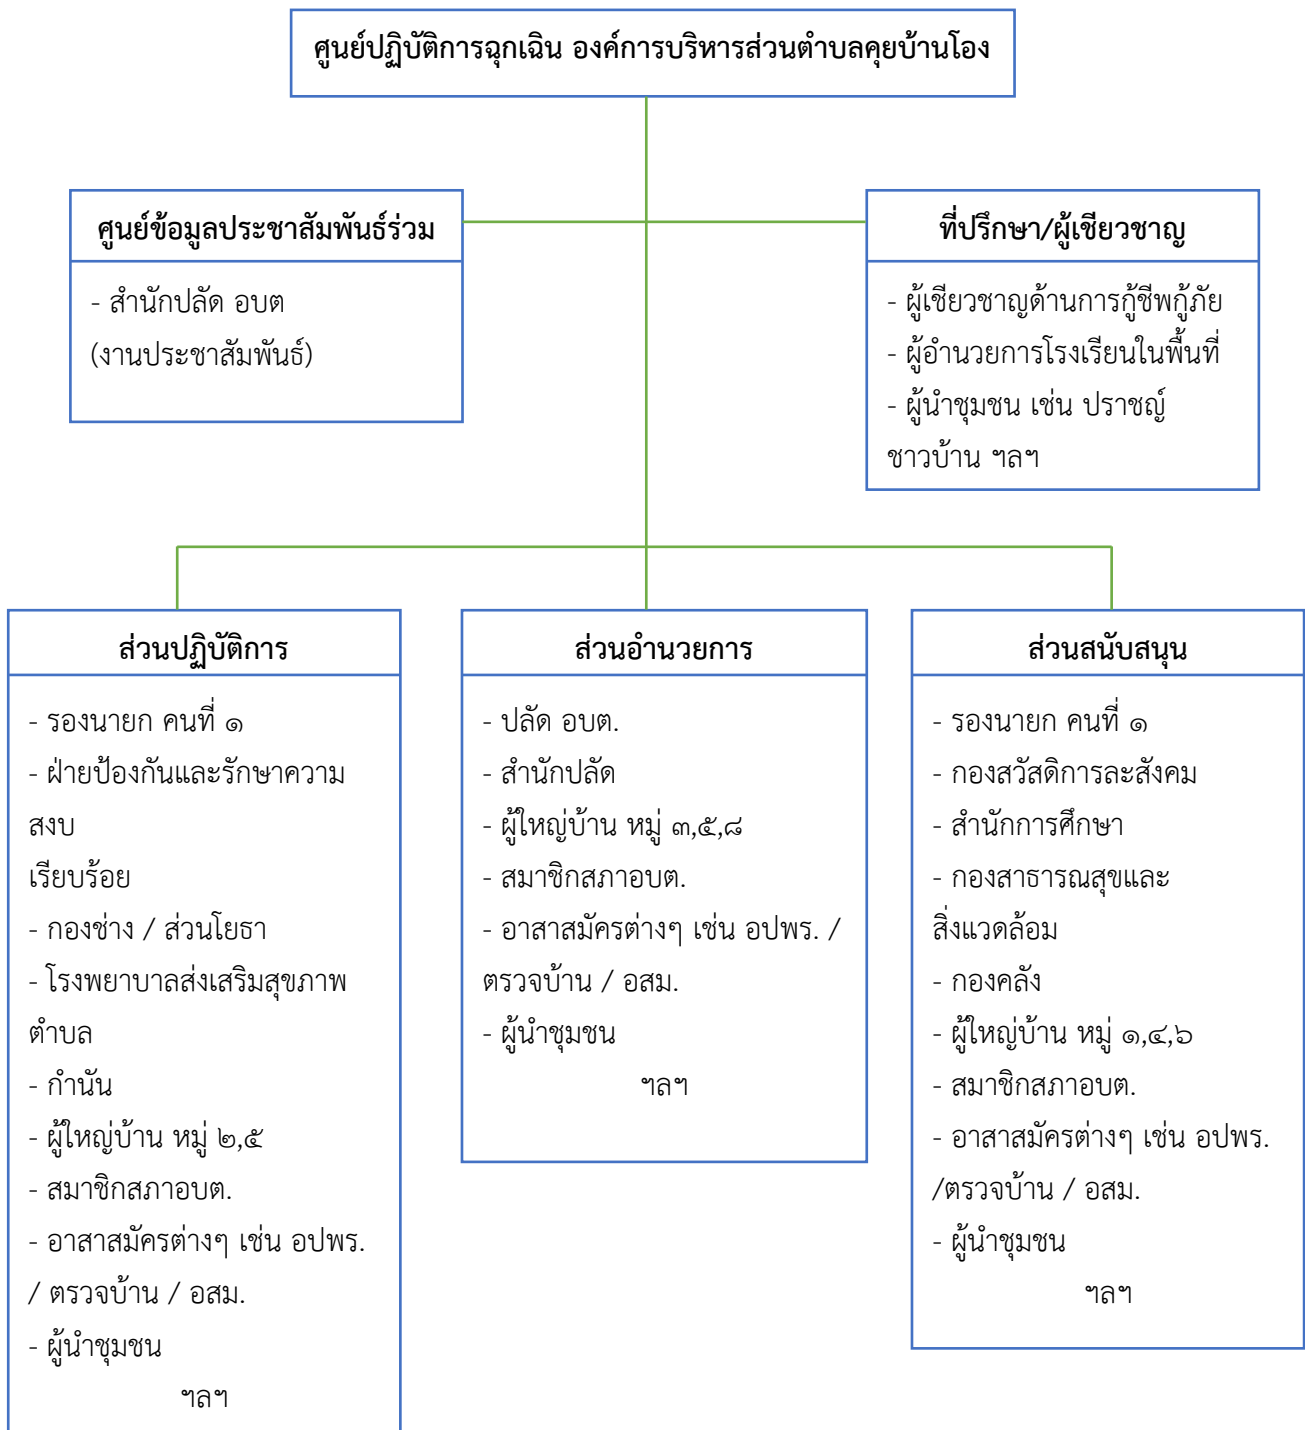 ศูนย์ปฏิบัติการฉุกเฉิน องค์การบริหารส่วนตำบลคุยบ้านโอง
ศูนย์ข้อมูลประชาสัมพันธ์ร่วม
- สำนักปลัด อบต
(งานประชาสัมพันธ์)
ที่ปรึกษา/ผู้เชียวชาญ
- ผู้เชียวชาญด้านการกู้ชีพกู้ภัย
- ผู้อำนวยการโรงเรียนในพื้นที่
- ผู้นำชุมชน เช่น ปราชญ์
ชาวบ้าน ฯลฯ
ส่วนปฏิบัติการ
- รองนายก คนที่ ๑
- ฝ่ายป้องกันและรักษาความ
สงบ
เรียบร้อย
- กองช่าง / ส่วนโยธา
- โรงพยาบาลส่งเสริมสุขภาพ
ตำบล
- กำนัน
- ผู้ใหญ่บ้าน หมู่ ๒,๕
- สมาชิกสภาอบต.
- อาสาสมัครต่างๆ เช่น อปพร.
/ ตรวจบ้าน / อสม.
- ผู้นำชุมชน
ฯลฯ
ส่วนอำนวยการ
- ปลัด อบต.
- สำนักปลัด
- ผู้ใหญ่บ้าน หมู่ ๓,๕,๘
- สมาชิกสภาอบต.
- อาสาสมัครต่างๆ เช่น อปพร. /
ตรวจบ้าน / อสม.
- ผู้นำชุมชน
ฯลฯ
ส่วนสนับสนุน
- รองนายก คนที่ ๑
- กองสวัสดิการละสังคม
- สำนักการศึกษา
- กองสาธารณสุขและ
สิ่งแวดล้อม
- กองคลัง
- ผู้ใหญ่บ้าน หมู่ ๑,๔,๖
- สมาชิกสภาอบต.
- อาสาสมัครต่างๆ เช่น อปพร.
/ตรวจบ้าน / อสม.
- ผู้นำชุมชน
ฯลฯ